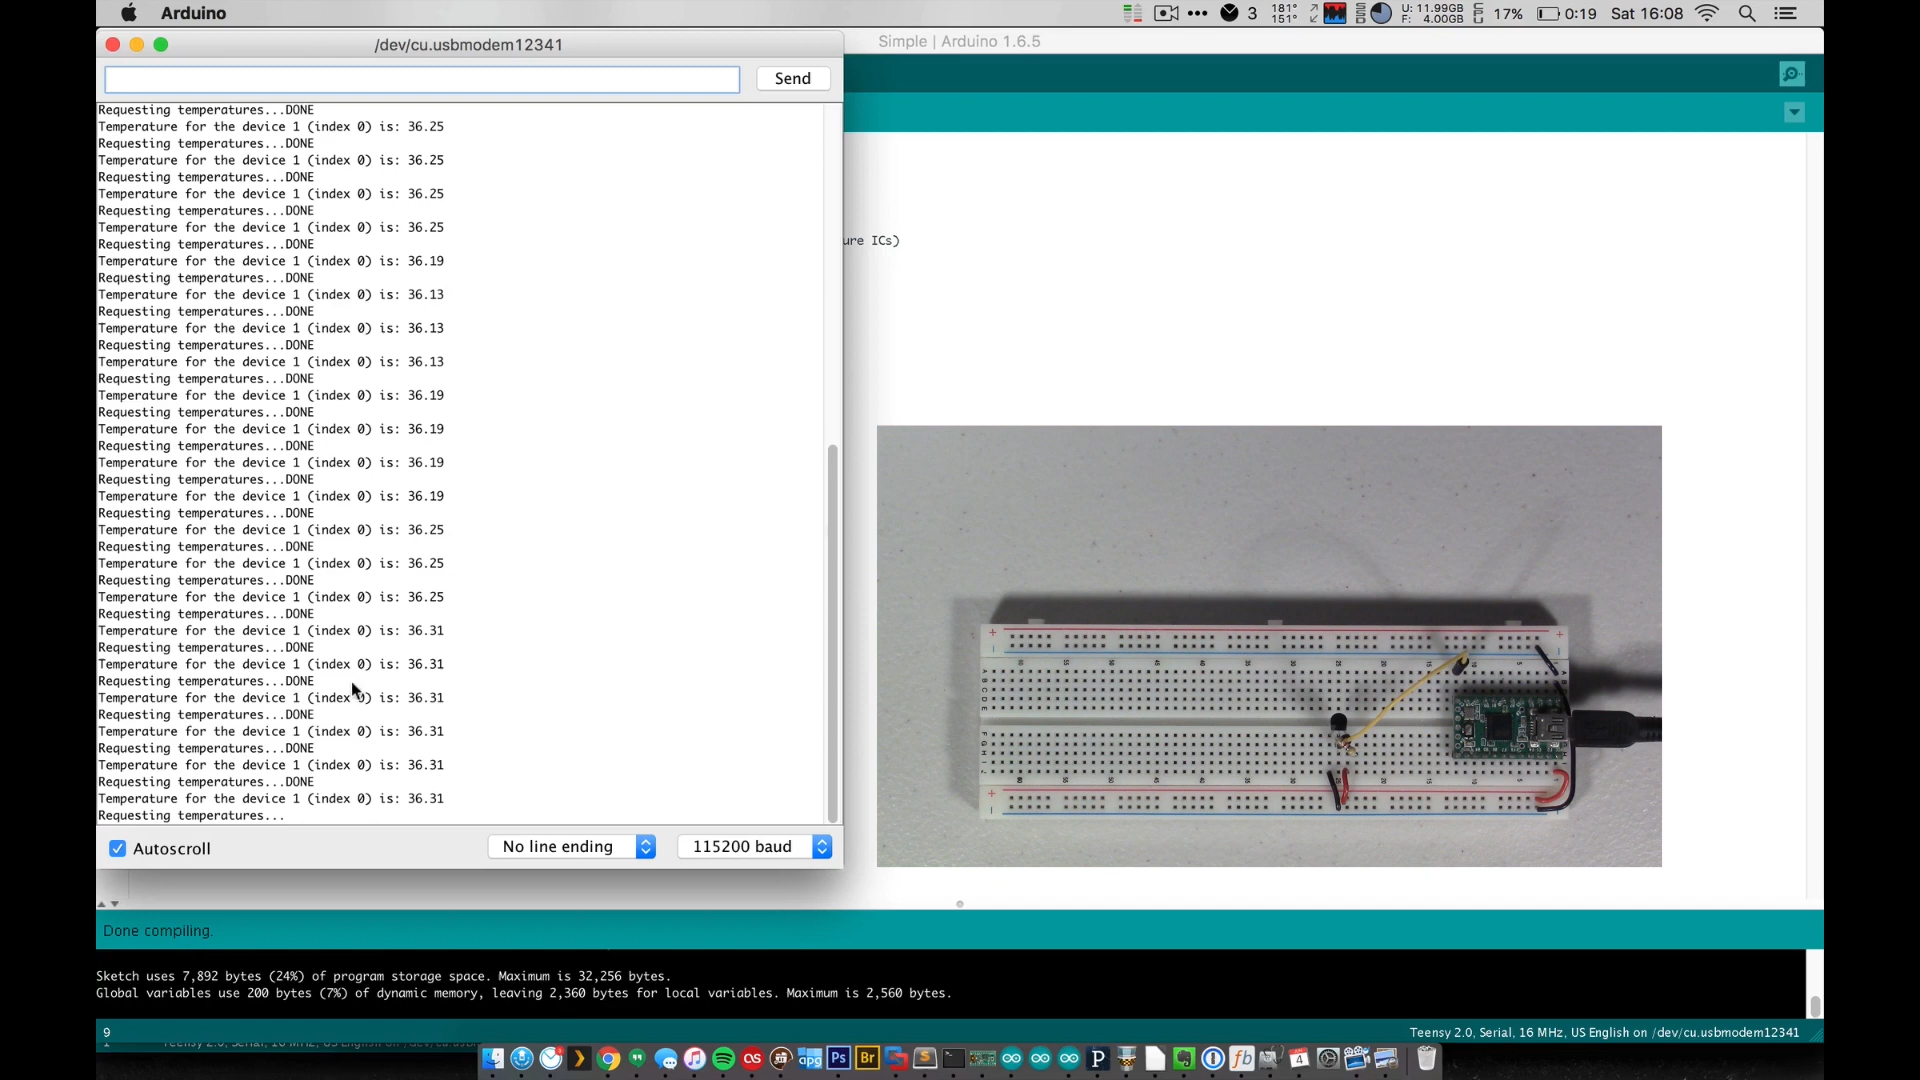 Arduino
3
181°
151°
U: 11.99GB
F: 4.00GB
17%
0:19
Sat 16:08
/dev/cu.usbmodem12341
Simple | Arduino 1.6.5
Send
Requesting temperatures...DONE
Temperature for the device 1 (index 0) is: 36.25
Requesting temperatures...DONE
Temperature for the device 1 (index 0) is: 36.25
Requesting temperatures...DONE
Temperature for the device 1 (index 0) is: 36.25
Requesting temperatures...DONE
Temperature for the device 1 (index 0) is: 36.25
Requesting temperatures...DONE
Temperature for the device 1 (index 0) is: 36.19
Requesting temperatures...DONE
Temperature for the device 1 (index 0) is: 36.13
Requesting temperatures...DONE
Temperature for the device 1 (index 0) is: 36.13
Requesting temperatures...DONE
Temperature for the device 1 (index 0) is: 36.13
Requesting temperatures...DONE
Temperature for the device 1 (index 0) is: 36.19
Requesting temperatures...DONE
Temperature for the device 1 (index 0) is: 36.19
Requesting temperatures...DONE
Temperature for the device 1 (index 0) is: 36.19
Requesting temperatures...DONE
Temperature for the device 1 (index 0) is: 36.19
Requesting temperatures...DONE
Temperature for the device 1 (index 0) is: 36.25
Requesting temperatures...DONE
Temperature for the device 1 (index 0) is: 36.25
Requesting temperatures...DONE
Temperature for the device 1 (index 0) is: 36.25
Requesting temperatures...DONE
Temperature for the device 1 (index 0) is: 36.31
Requesting temperatures...DONE
Temperature for the device 1 (index 0) is: 36.31
Requesting temperatures...DONE
Temperature for the device 1 (index 0) is: 36.31
Requesting temperatures...DONE
Temperature for the device 1 (index 0) is: 36.31
Requesting temperatures...DONE
Temperature for the device 1 (index 0) is: 36.31
Requesting temperatures...DONE
Temperature for the device 1 (index 0) is: 36.31
Requesting temperatures...
ure ICs)
Autoscroll
No line ending
115200 baud
Done compiling.
Sketch uses 7,892 bytes (24%) of program storage space. Maximum is 32,256 bytes.
Global variables use 200 bytes (7%) of dynamic memory, leaving 2,360 bytes for local variables. Maximum is 2,560 bytes.
9
Teensy 2.0, Serial, 16 MHz, US English on /dev/cu.usbmodem12341
apg
Ps
Br